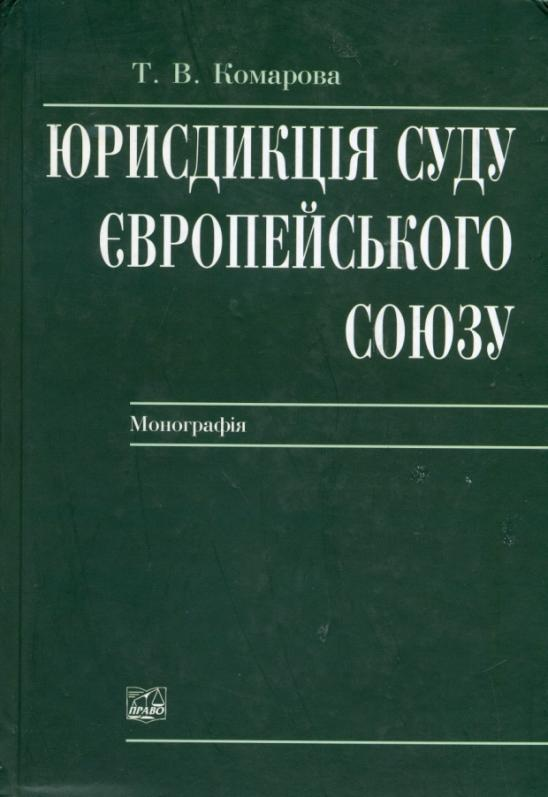 Т. В. Комарова
ЮРИСДИКЦІЯ СУДУ
ЄВРОПЕЙСЬКОГО
СОЮЗУ
Монографія
ПРАВО